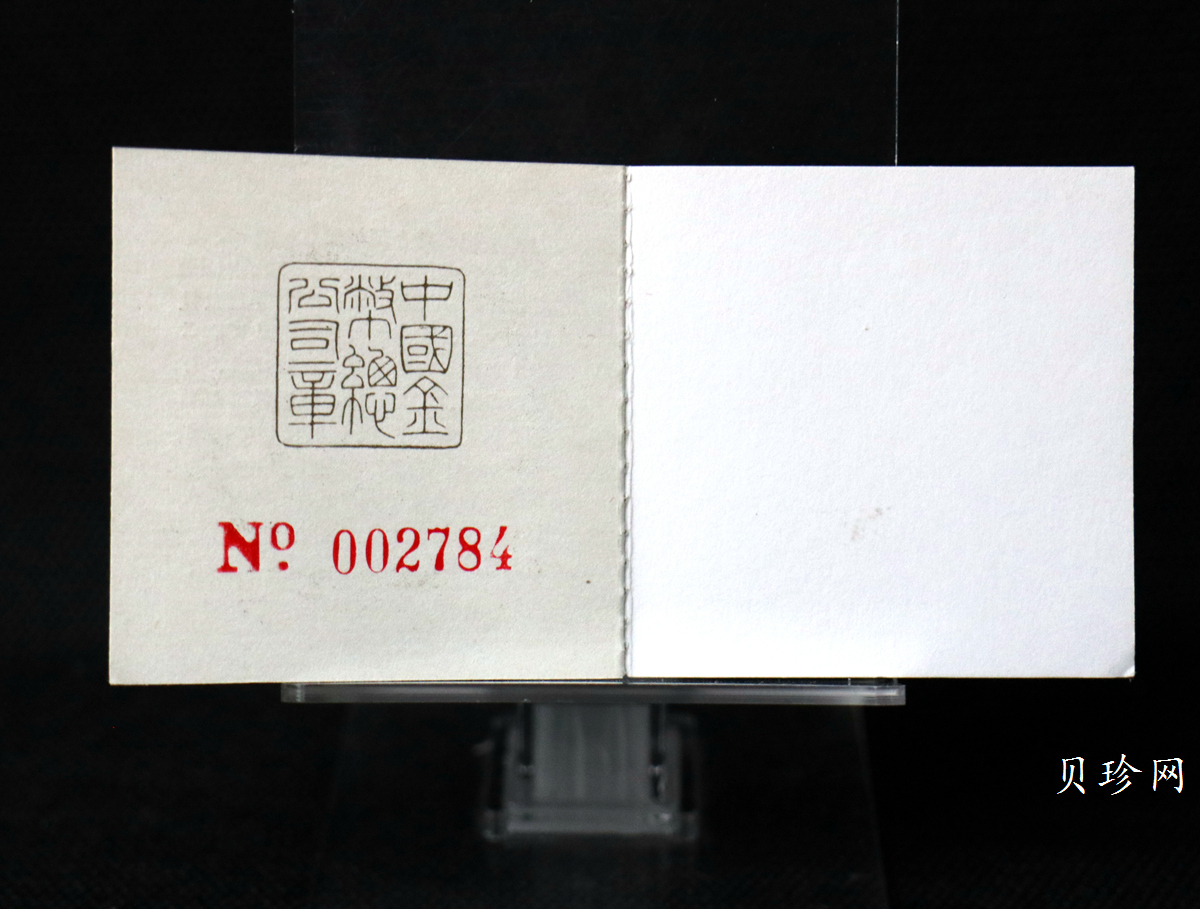 中國金
幣總
公司章
Nº 002784
贝珍网